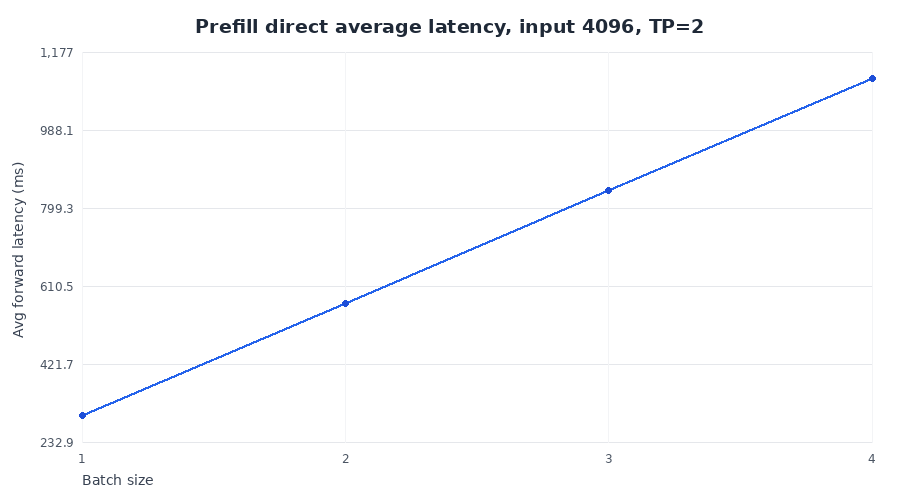 Prefill direct average latency, input 4096, TP=2
1,177
988.1
799.3
610.5
421.7
232.9
Avg forward latency (ms)
1 2 3 4
Batch size